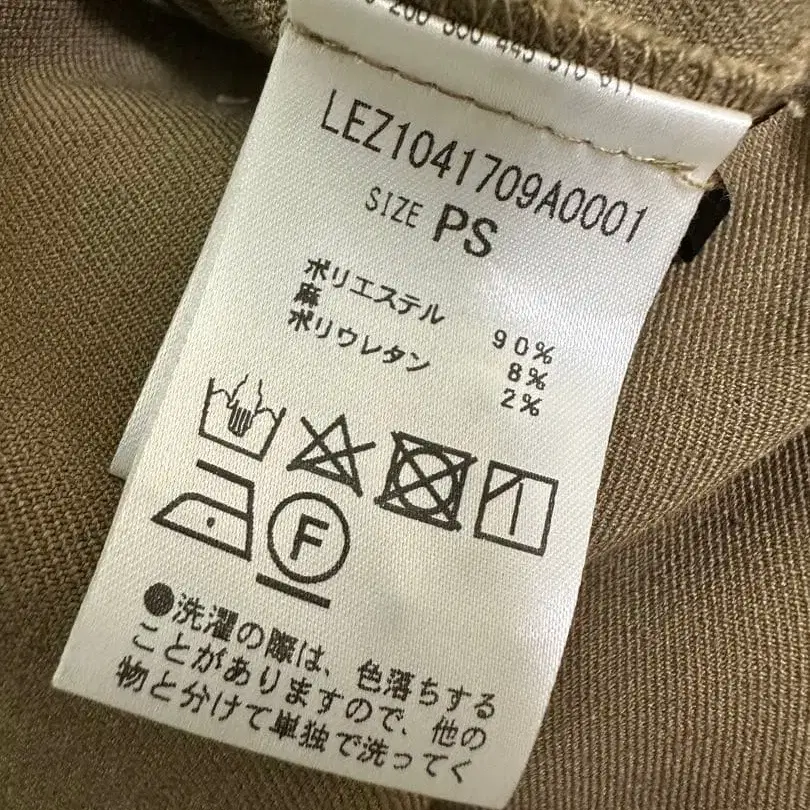 LEZ1041709A0001
SIZE PS
ポリエステル 90%
麻 8%
ポリウレタン 2%
F
●洗濯の際は、色落ちする
ことがありますので、他の
物と分けて単独で洗ってく